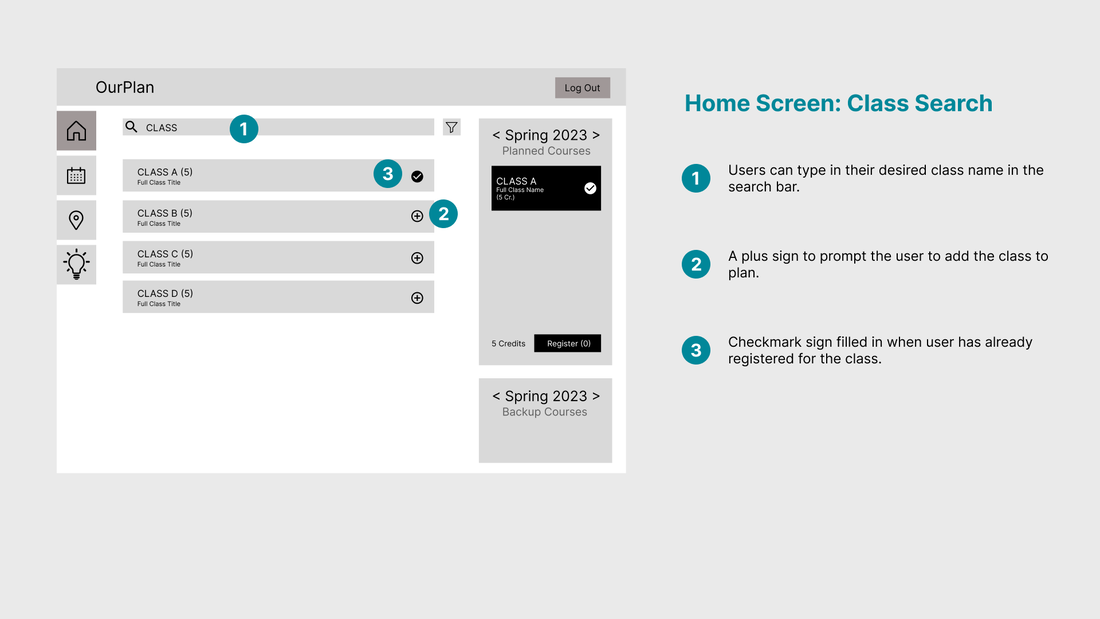 OurPlan
Log Out
CLASS
1
CLASS A (5)
Full Class Title
3
CLASS B (5)
Full Class Title
2
CLASS C (5)
Full Class Title
CLASS D (5)
Full Class Title
< Spring 2023 >
Planned Courses
CLASS A
Full Class Name
(5 Cr.)
5 Credits
Register (0)
< Spring 2023 >
Backup Courses
Home Screen: Class Search
1
Users can type in their desired class name in the
search bar.
2
A plus sign to prompt the user to add the class to
plan.
3
Checkmark sign filled in when user has already
registered for the class.